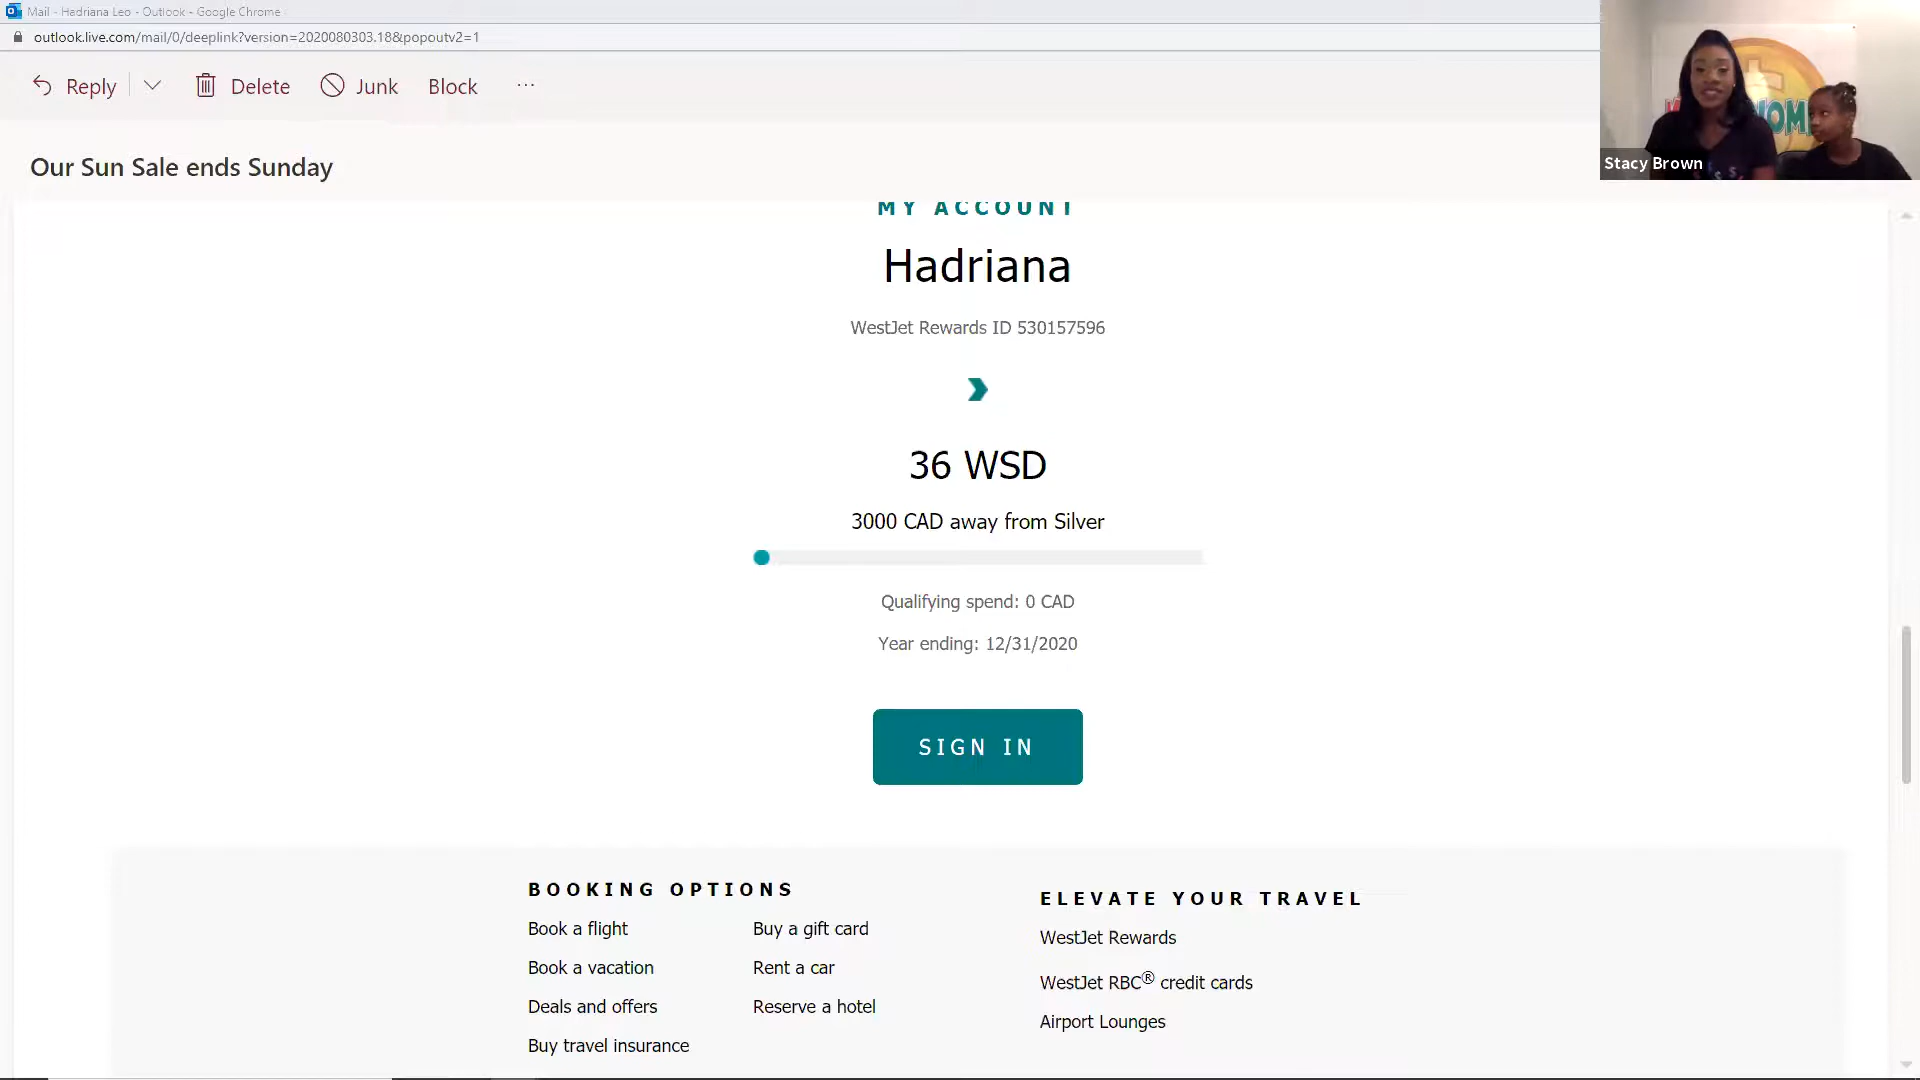 Mail - Hadriana Leo - Outlook - Google Chrome
outlook.live.com/mail/0/deeplink?version=2020080303.18&popoutv2=1
Reply
Delete
Junk
Block
...
Our Sun Sale ends Sunday
Stacy Brown
MY ACCOUNT
Hadriana
WestJet Rewards ID 530157596
36 WSD
3000 CAD away from Silver
Qualifying spend: 0 CAD
Year ending: 12/31/2020
SIGN IN
BOOKING OPTIONS
Book a flight
Buy a gift card
Book a vacation
Rent a car
Deals and offers
Reserve a hotel
Buy travel insurance
ELEVATE YOUR TRAVEL
WestJet Rewards
WestJet RBC® credit cards
Airport Lounges